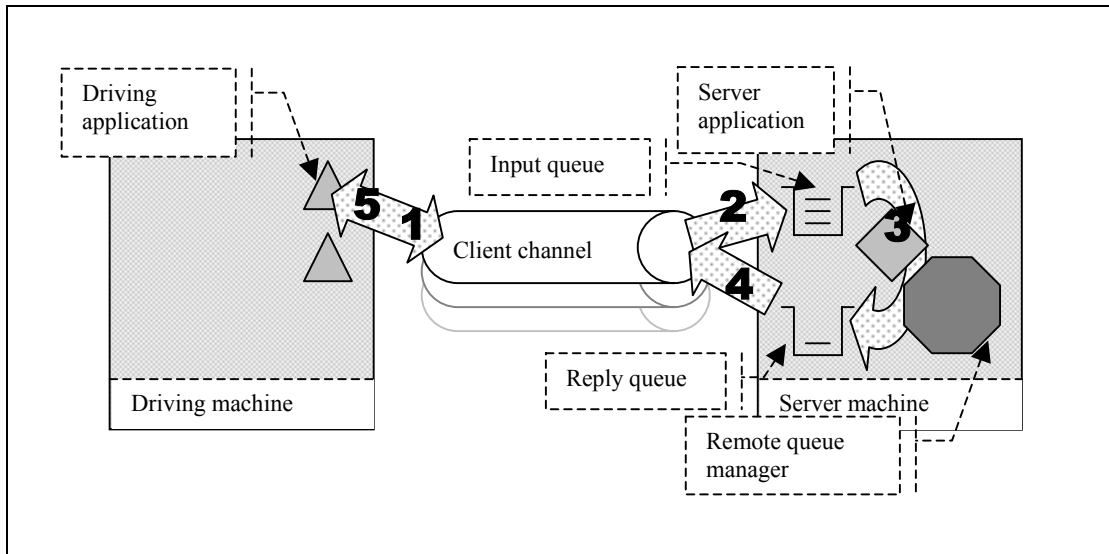 Driving
application
Server
application
Input queue
5
1
2
3
Client channel
4
Reply queue
Driving machine
Server machine
Remote queue
manager